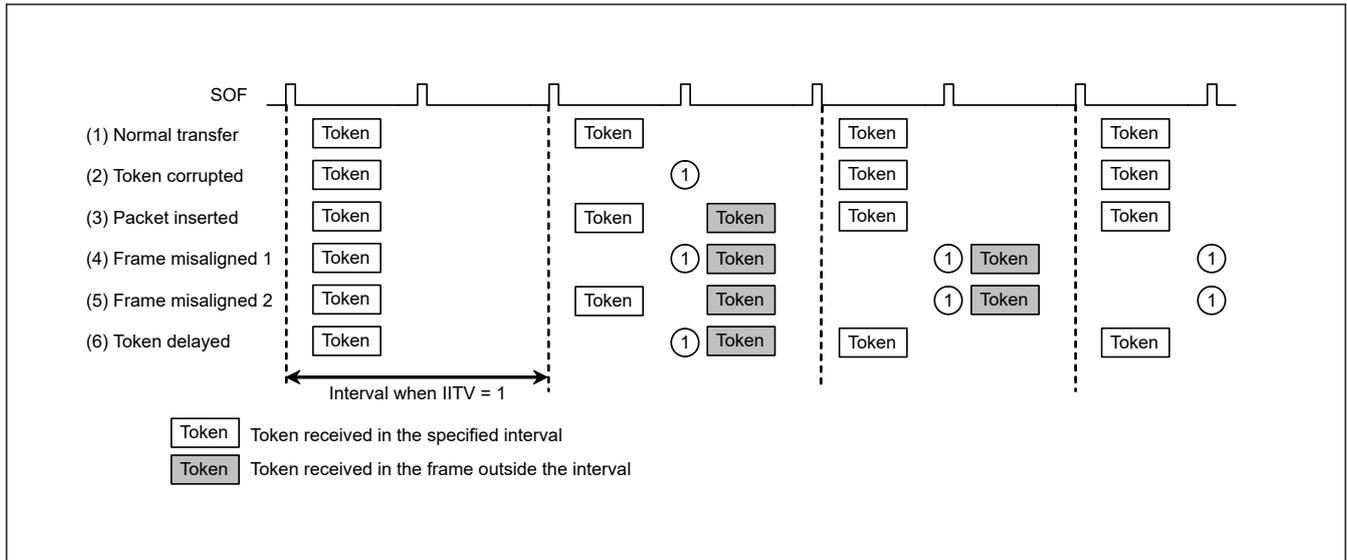 SOF
(1) Normal transfer Token Token Token Token
(2) Token corrupted Token 1 Token Token
(3) Packet inserted Token Token Token Token Token
(4) Frame misaligned 1 Token 1 Token 1 Token 1
(5) Frame misaligned 2 Token Token Token 1 Token 1
(6) Token delayed Token 1 Token Token Token
Interval when IITV = 1
Token Token received in the specified interval
Token Token received in the frame outside the interval